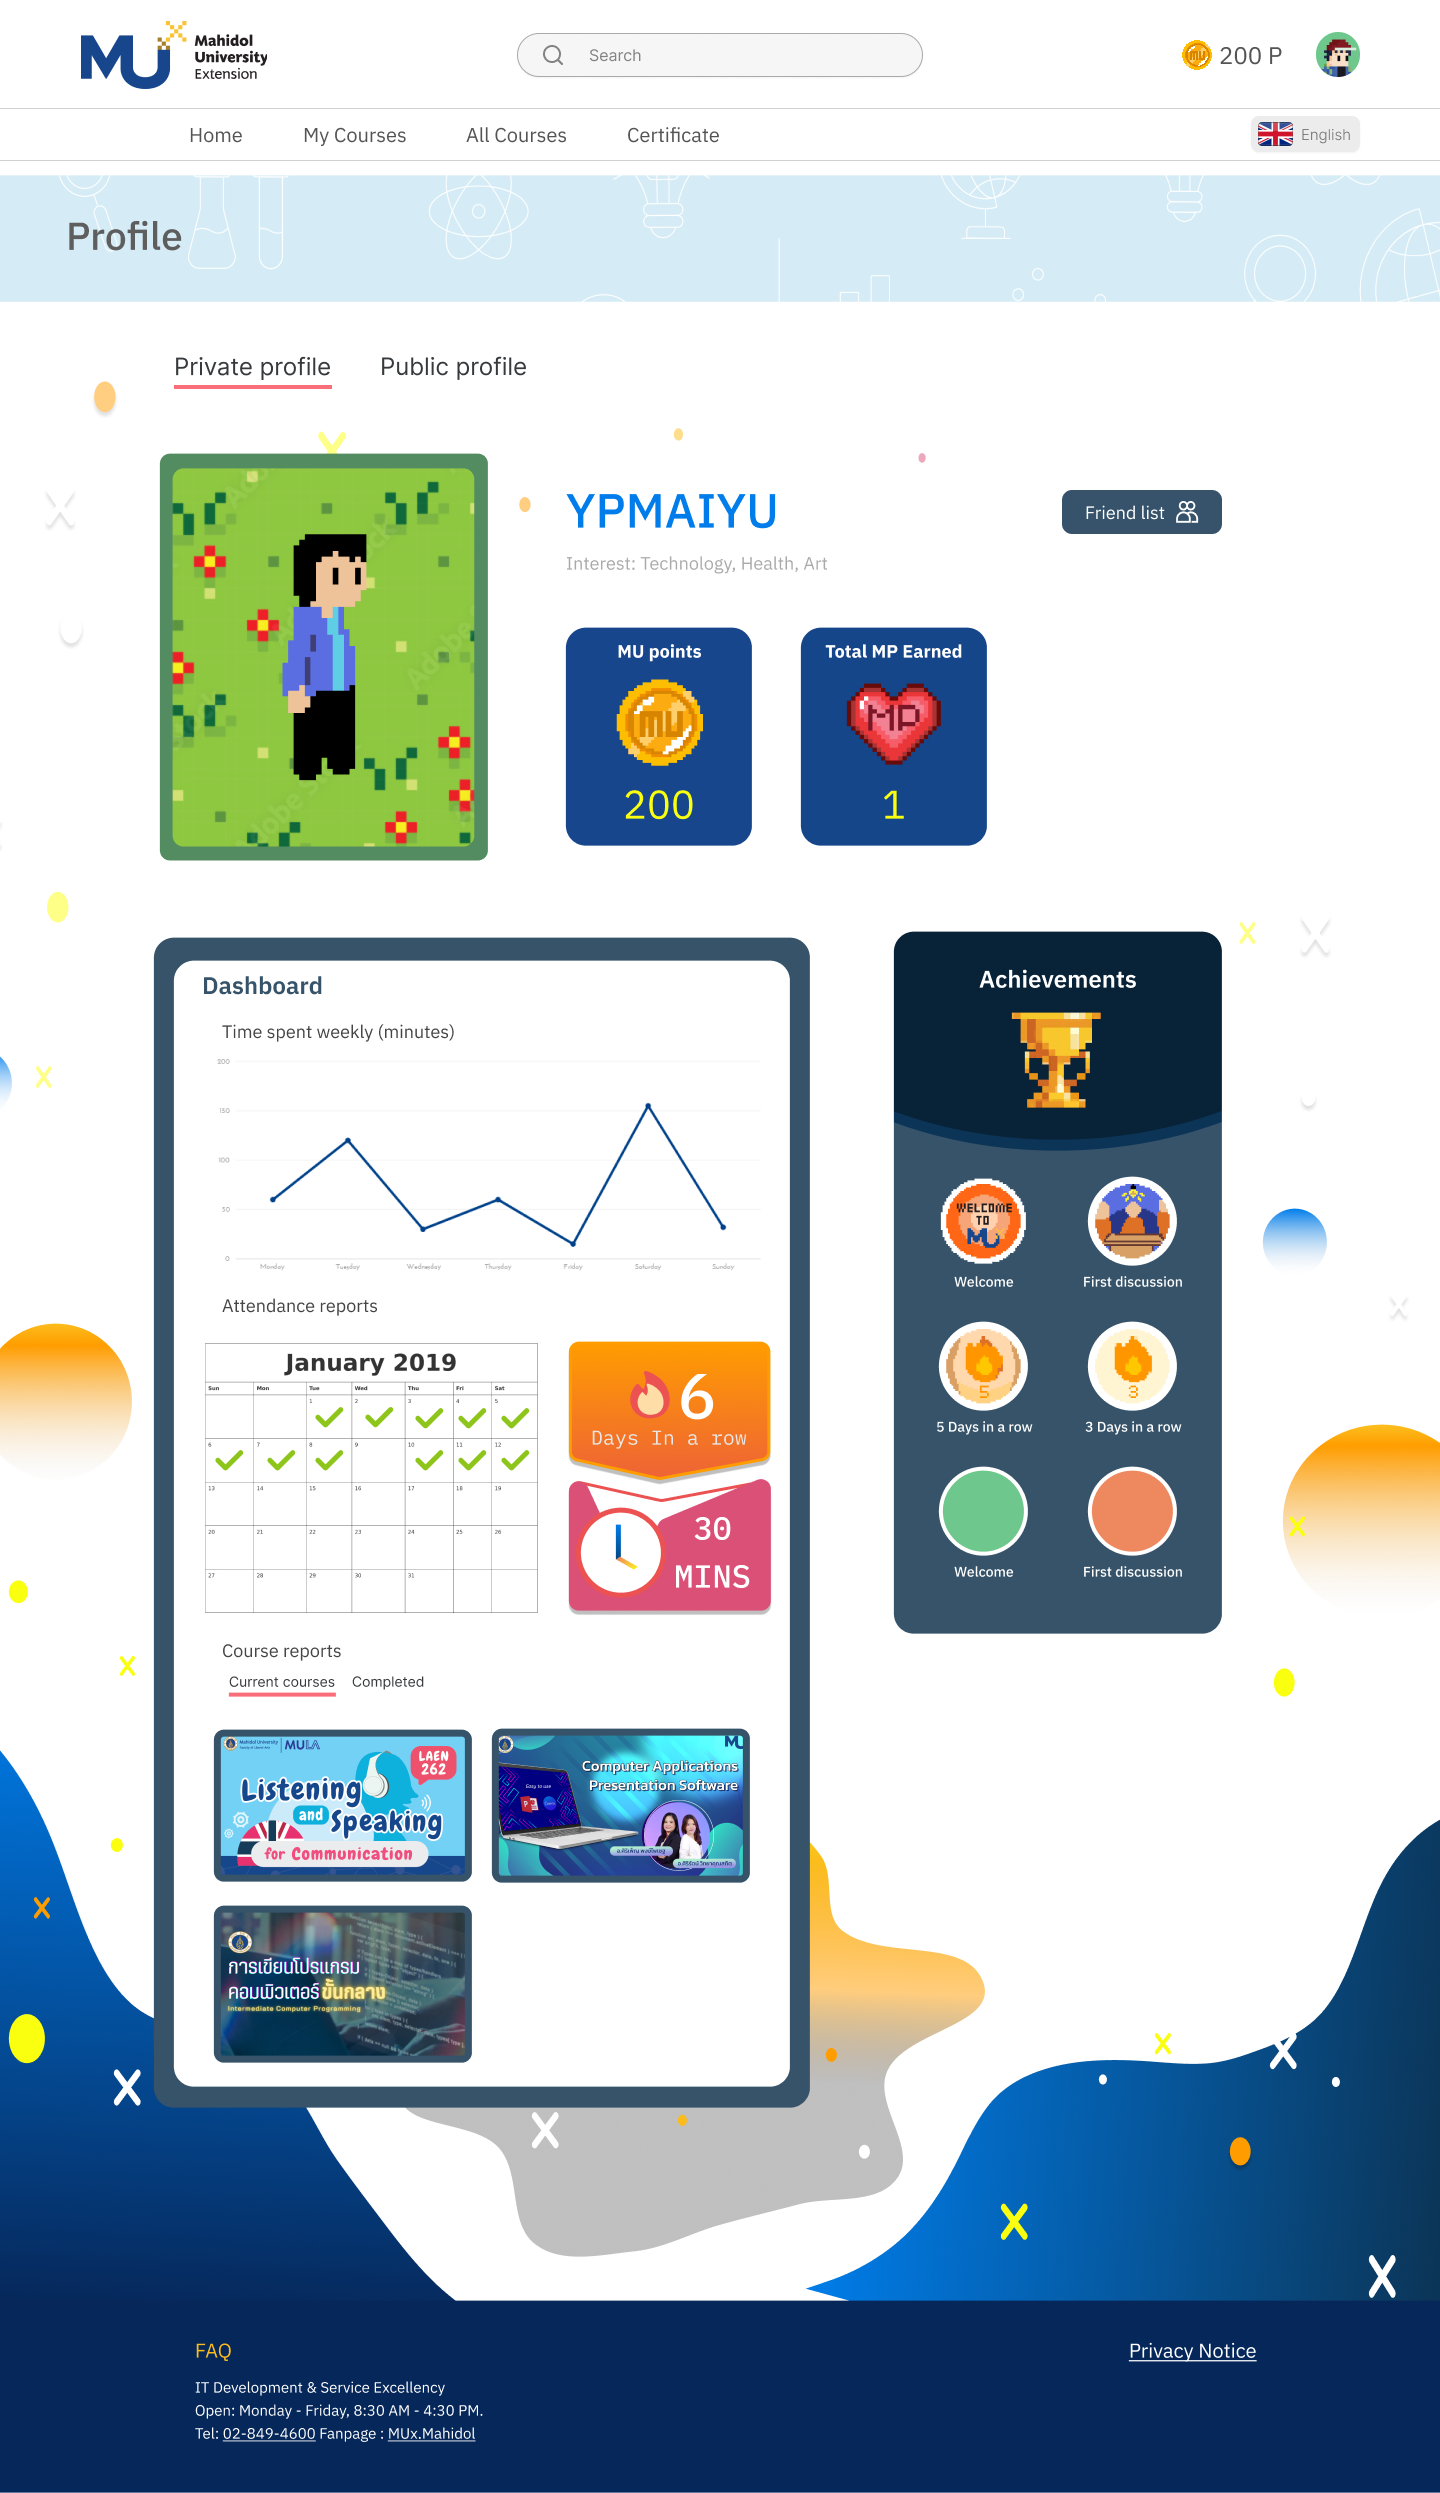 Mahidol
University
Extension
Search
MU
200 P
Home
My Courses
All Courses
Certificate
English
Profile
Private profile
Public profile
YPMAIYU
Friend list
Interest: Technology, Health, Art
MU points
Total MP Earned
MU
MP
200
1
Dashboard
Time spent weekly (minutes)
200
150
100
50
0
Monday
Tuesday
Wednesday
Thursday
Friday
Saturday
Sunday
Achievements
WELCOME
TO
MU
Welcome
First discussion
5
3
5 Days in a row
3 Days in a row
Welcome
First discussion
Attendance reports
January 2019
Sun Mon Tue Wed Thu Fri Sat
1 2 3 4 5
6 7 8 9 10 11 12
13 14 15 16 17 18 19
20 21 22 23 24 25 26
27 28 29 30 31
6
Days In a row
30
MINS
Course reports
Current courses
Completed
Mahidol University
MULA
LAEN
262
Listening
and
Speaking
for Communication
MU
Computer Applications
Presentation Software
Easy to use
การเขียนโปรแกรม
คอมพิวเตอร์ ขั้นกลาง
Intermediate Computer Programming
FAQ
Privacy Notice
IT Development & Service Excellency
Open: Monday - Friday, 8:30 AM - 4:30 PM.
Tel: 02-849-4600 Fanpage : MUx.Mahidol